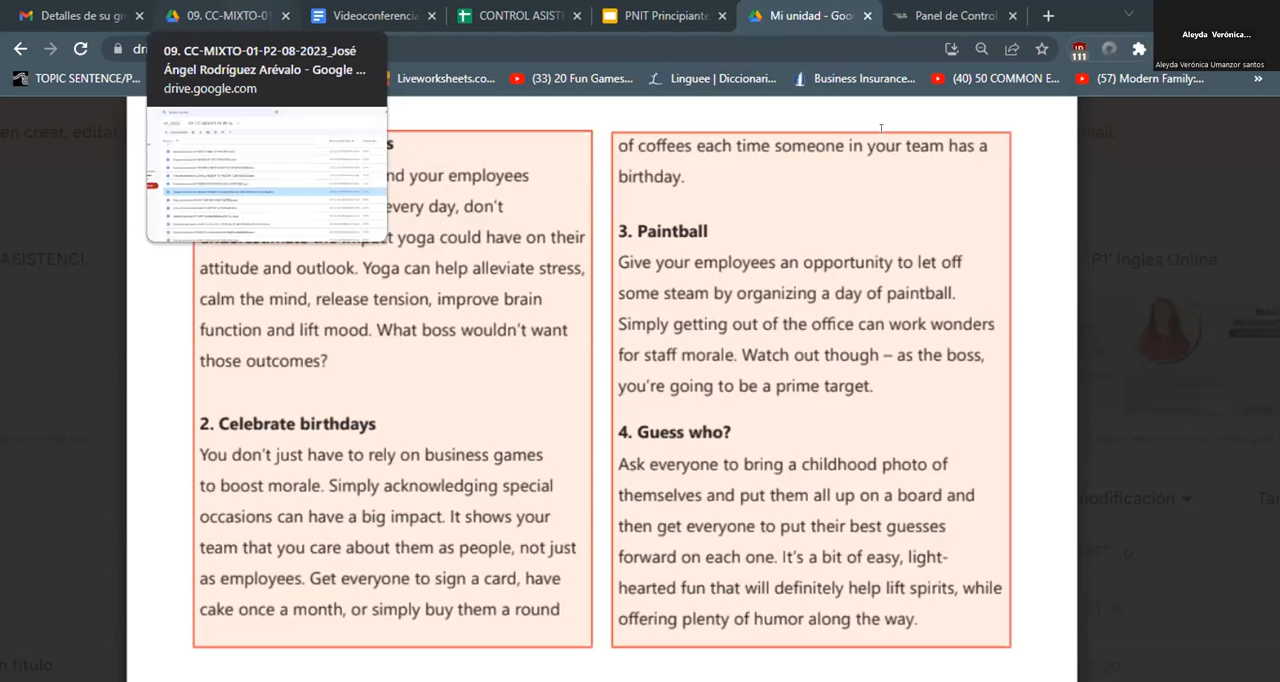 Detalles de su gr
09. CC-MIXTO-01
Videoconferencia
CONTROL ASIST
PNIT Principiante
Mi unidad - Goo
Panel de Control
Aleyda Verónica...
Aleyda Verónica Umanzor santos
09. CC-MIXTO-01-P2-08-2023_José
Ángel Rodríguez Arévalo - Google ...
drive.google.com
dri
111
TOPIC SENTENCE/P...
Liveworksheets.co...
(33) 20 Fun Games...
Linguee | Diccionari...
Business Insurance...
(40) 50 COMMON E...
(57) Modern Family:...
»
en crear, editar
email.
ASISTENCI.
P1' Ingles Online
modificación
en título
s
nd your employees
every day, don't
yoga could have on their
attitude and outlook. Yoga can help alleviate stress,
calm the mind, release tension, improve brain
function and lift mood. What boss wouldn't want
those outcomes?
2. Celebrate birthdays
You don't just have to rely on business games
to boost morale. Simply acknowledging special
occasions can have a big impact. It shows your
team that you care about them as people, not just
as employees. Get everyone to sign a card, have
cake once a month, or simply buy them a round
of coffees each time someone in your team has a
birthday.
3. Paintball
Give your employees an opportunity to let off
some steam by organizing a day of paintball.
Simply getting out of the office can work wonders
for staff morale. Watch out though – as the boss,
you're going to be a prime target.
4. Guess who?
Ask everyone to bring a childhood photo of
themselves and put them all up on a board and
then get everyone to put their best guesses
forward on each one. It's a bit of easy, light-
hearted fun that will definitely help lift spirits, while
offering plenty of humor along the way.